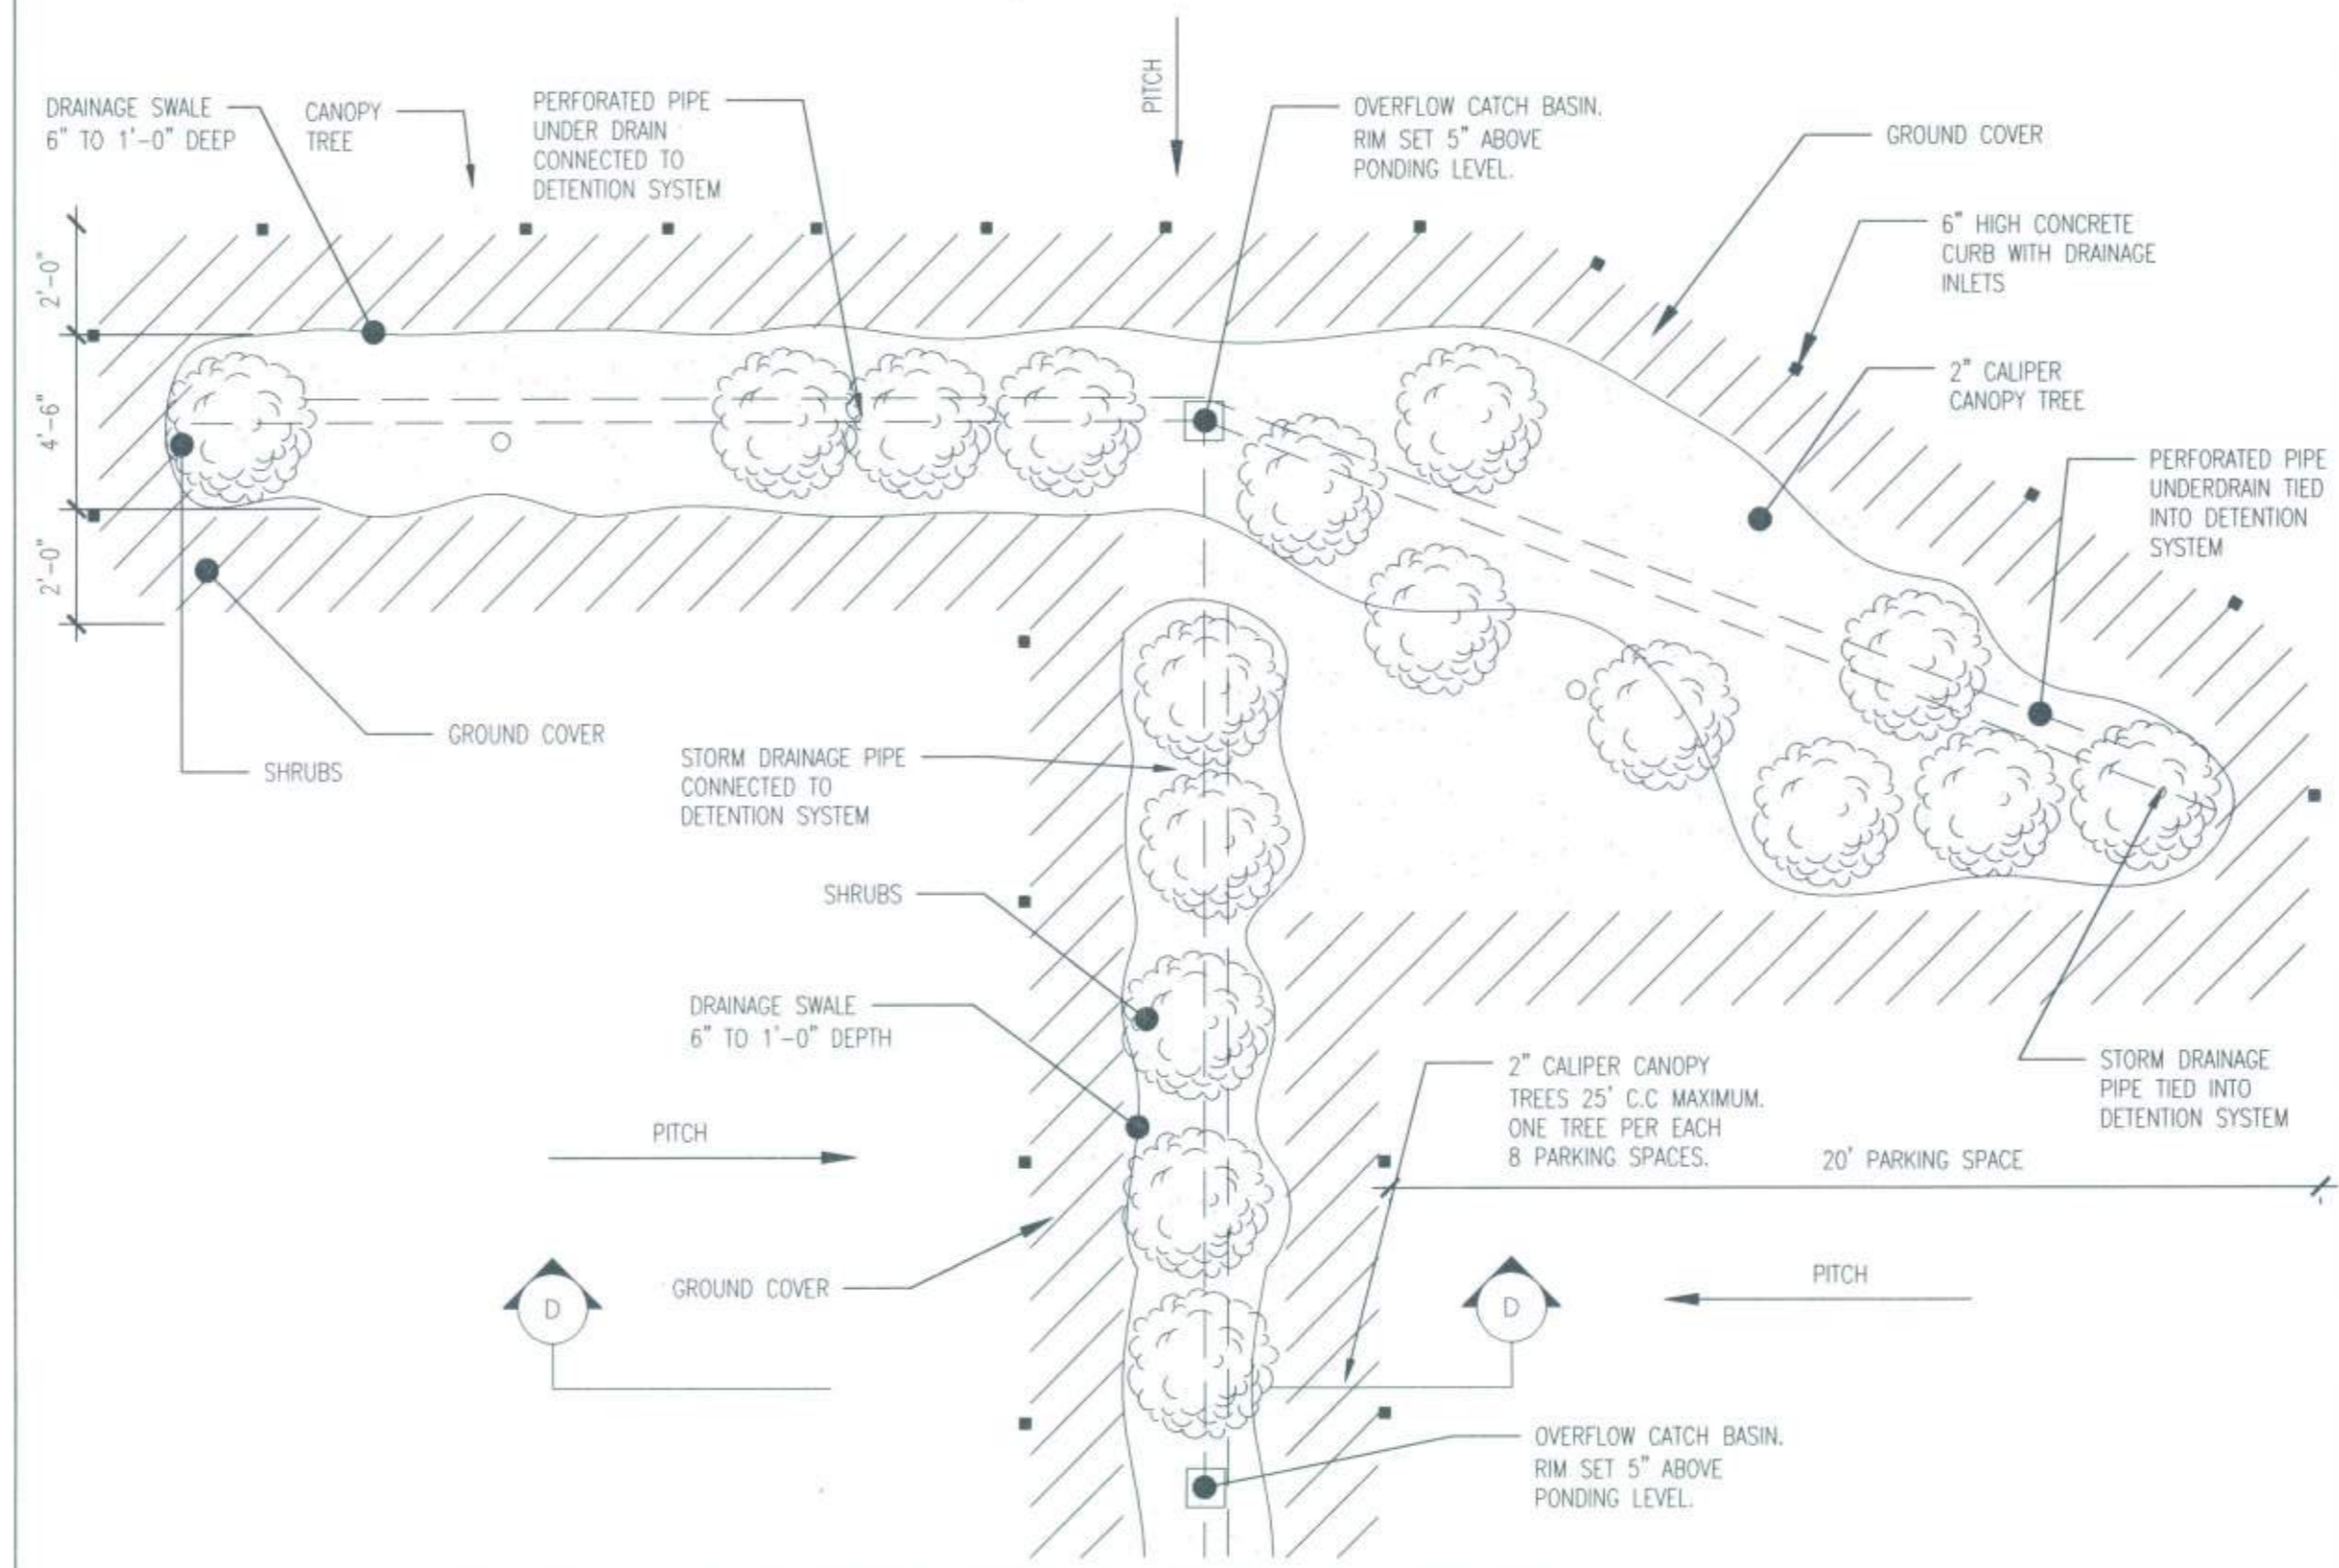 DRAINAGE SWALE
6" TO 1'-0" DEEP
CANOPY
TREE
PERFORATED PIPE
UNDER DRAIN
CONNECTED TO
DETENTION SYSTEM
PITCH
OVERFLOW CATCH BASIN.
RIM SET 5" ABOVE
PONDING LEVEL.
GROUND COVER
6" HIGH CONCRETE
CURB WITH DRAINAGE
INLETS
2" CALIPER
CANOPY TREE
PERFORATED PIPE
UNDERDRAIN TIED
INTO DETENTION
SYSTEM
2'-0"
4'-6"
2'-0"
GROUND COVER
SHRUBS
STORM DRAINAGE PIPE
CONNECTED TO
DETENTION SYSTEM
SHRUBS
DRAINAGE SWALE
6" TO 1'-0" DEPTH
PITCH
GROUND COVER
D
2" CALIPER CANOPY
TREES 25' C.C MAXIMUM.
ONE TREE PER EACH
8 PARKING SPACES.
STORM DRAINAGE
PIPE TIED INTO
DETENTION SYSTEM
20' PARKING SPACE
PITCH
D
OVERFLOW CATCH BASIN.
RIM SET 5" ABOVE
PONDING LEVEL.